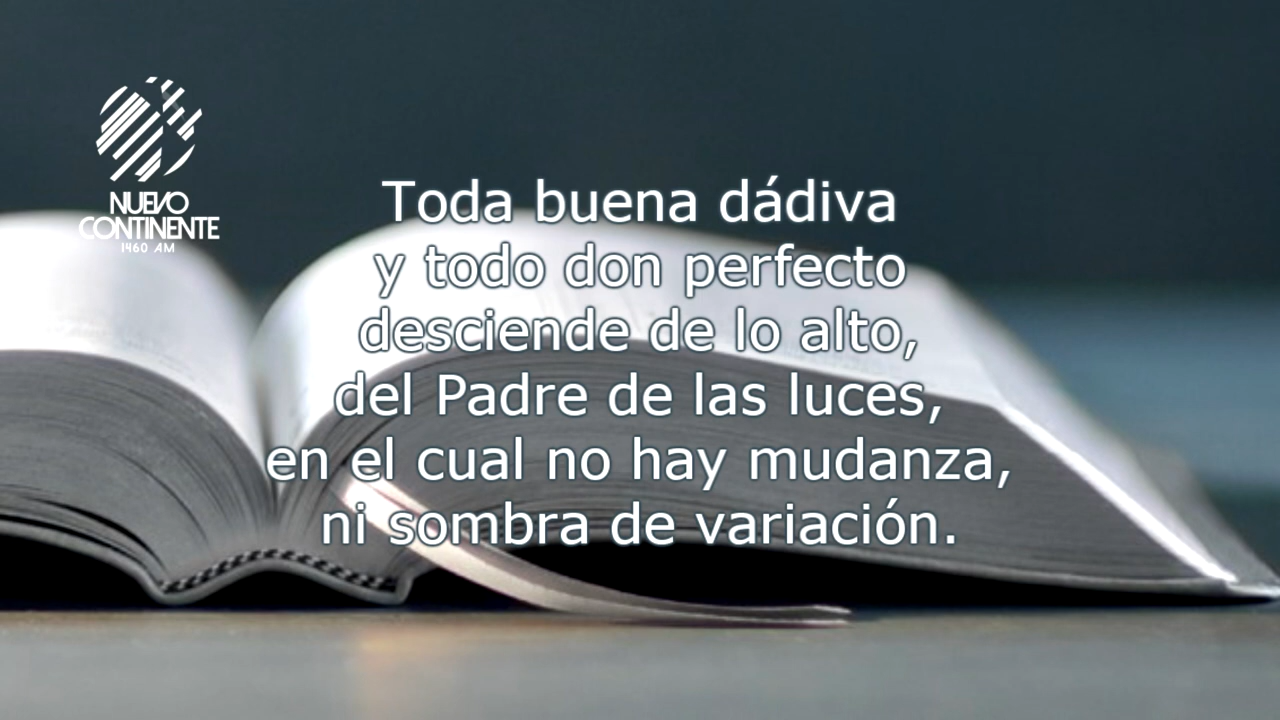 NUEVO
CONTINENTE
1460 AM
Toda buena dádiva
y todo don perfecto
desciende de lo alto,
del Padre de las luces,
en el cual no hay mudanza,
ni sombra de variación.